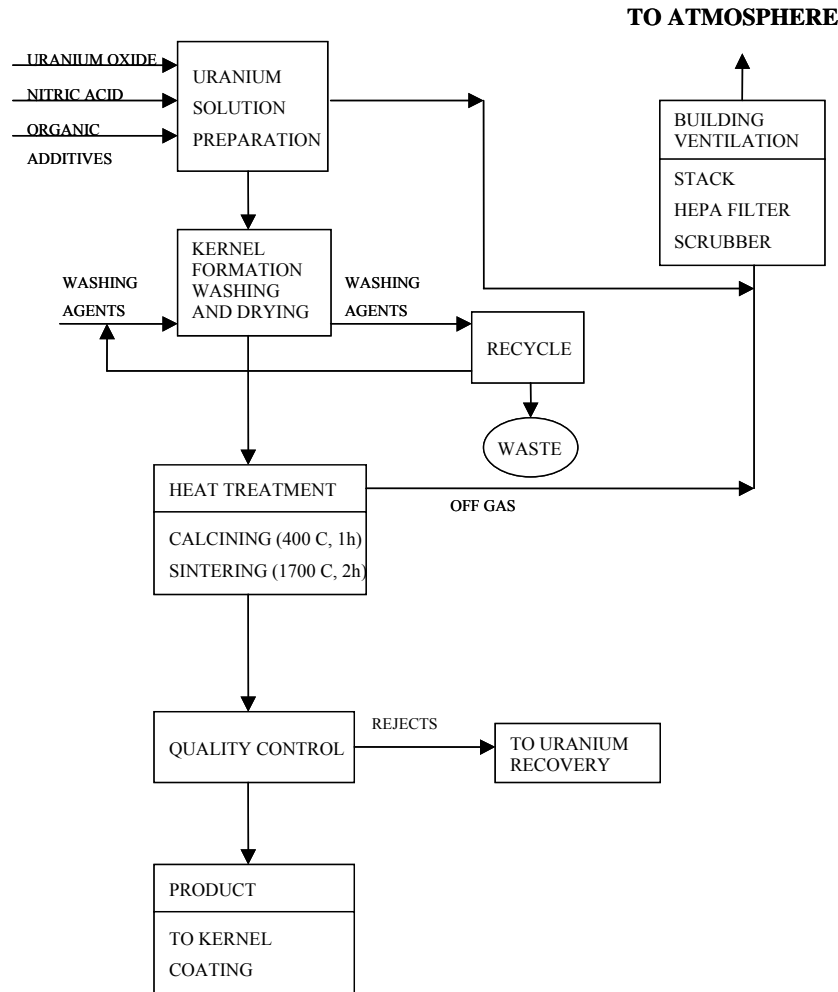 TO ATMOSPHERE
URANIUM OXIDE
NITRIC ACID
ORGANIC
ADDITIVES
URANIUM
SOLUTION
PREPARATION
BUILDING
VENTILATION
STACK
HEPA FILTER
SCRUBBER
WASHING
AGENTS
KERNEL
FORMATION
WASHING
AND DRYING
WASHING
AGENTS
RECYCLE
WASTE
HEAT TREATMENT
CALCINING (400 C, 1h)
SINTERING (1700 C, 2h)
OFF GAS
QUALITY CONTROL
REJECTS
TO URANIUM
RECOVERY
PRODUCT
TO KERNEL
COATING